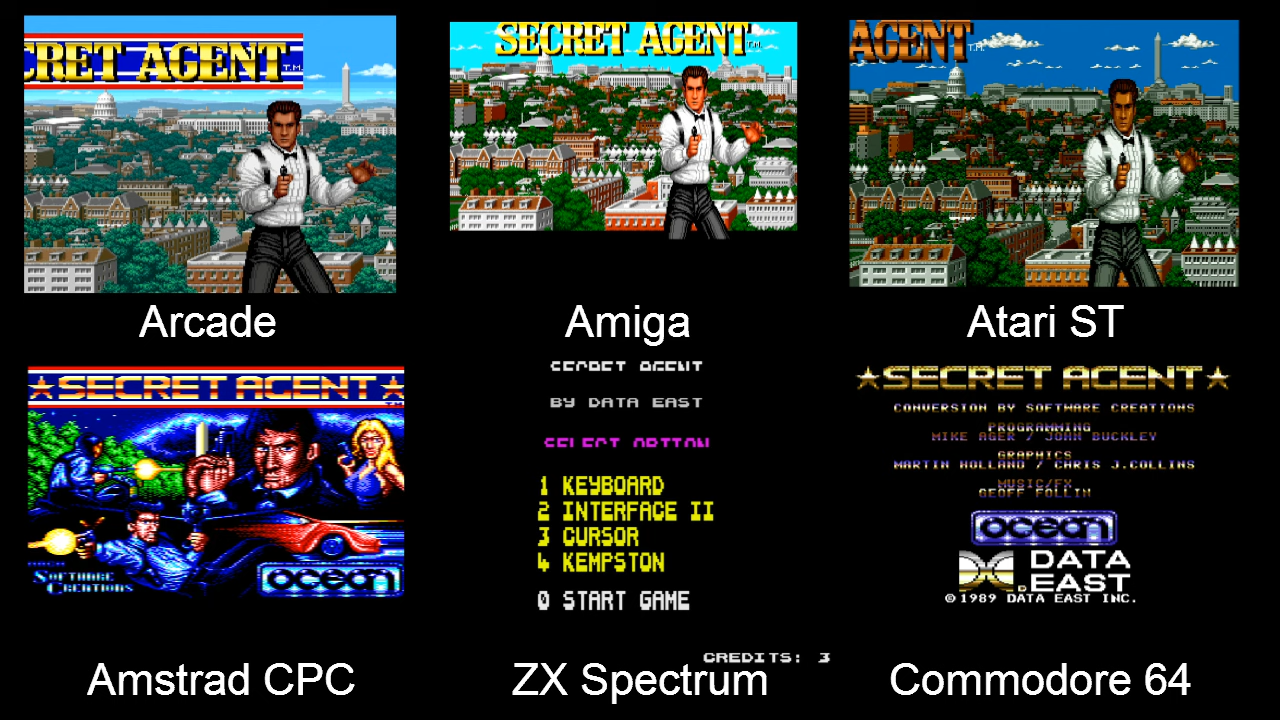 CRET AGENT T.M.
SECRET AGENT TM
AGENT T.M.
Arcade
Amiga
Atari ST
SECRET AGENT TM
SOFTWARE
CREATIONS
ocean
SECRET AGENT
BY DATA EAST
SELECT OPTION
1 KEYBOARD
2 INTERFACE II
3 CURSOR
4 KEMPSTON
0 START GAME
CREDITS: 3
SECRET AGENT
CONVERSION BY SOFTWARE CREATIONS
PROGRAMMING
MIKE AGER / JOHN BUCKLEY
GRAPHICS
MARTIN HOLLAND / CHRIS J.COLLINS
MUSIC/FX
GEOFF FOLLIN
ocean
DATA
EAST
© 1989 DATA EAST INC.
Amstrad CPC
ZX Spectrum
Commodore 64